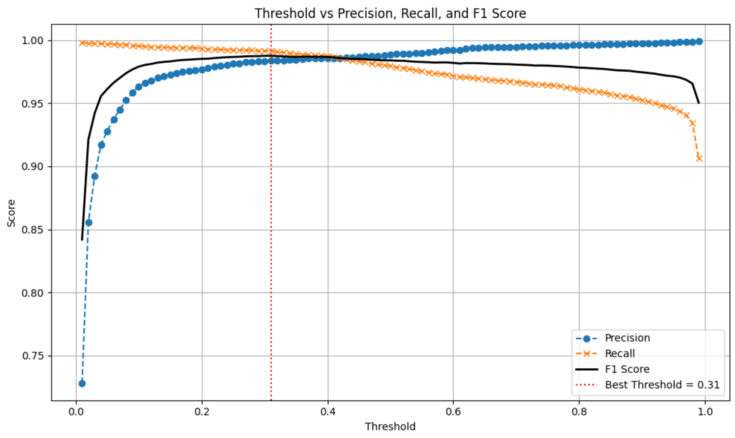 Threshold vs Precision, Recall, and F1 Score
1.00
0.95
0.90
0.85
0.80
0.75
Score
0.0 0.2 0.4 0.6 0.8 1.0
Threshold
Precision
Recall
F1 Score
Best Threshold = 0.31